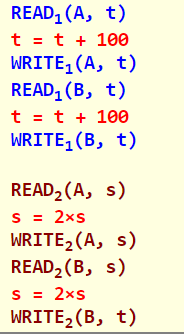 READ₁(A, t)
t = t + 100
WRITE₁(A, t)
READ₁(B, t)
t = t + 100
WRITE₁(B, t)
READ₂(A, s)
s = 2×s
WRITE₂(A, s)
READ₂(B, s)
s = 2×s
WRITE₂(B, t)